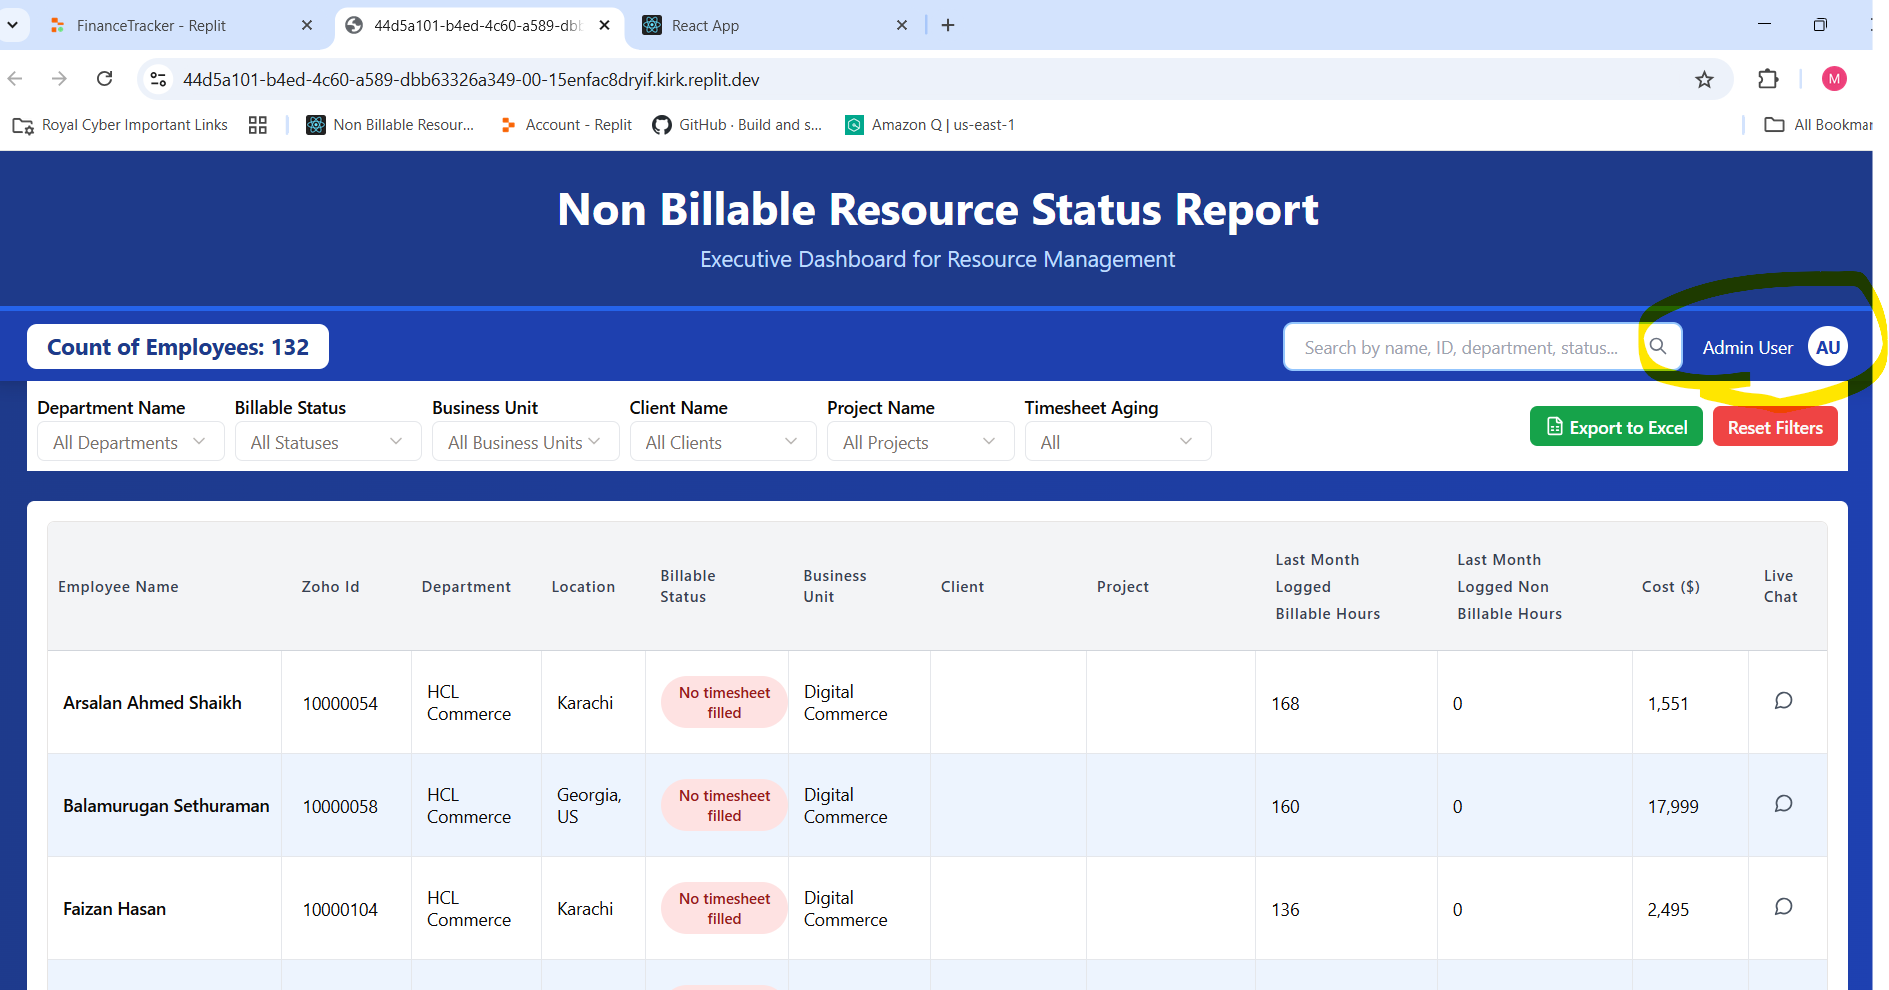 FinanceTracker - Replit
44d5a101-b4ed-4c60-a589-dbb
React App
44d5a101-b4ed-4c60-a589-dbb63326a349-00-15enfac8dryif.kirk.replit.dev
M
Royal Cyber Important Links
Non Billable Resour...
Account - Replit
GitHub · Build and s...
Amazon Q | us-east-1
All Bookmar
Non Billable Resource Status Report
Executive Dashboard for Resource Management
Count of Employees: 132
Search by name, ID, department, status...
Admin User
AU
Department Name
Billable Status
Business Unit
Client Name
Project Name
Timesheet Aging
All Departments
All Statuses
All Business Units
All Clients
All Projects
All
Export to Excel
Reset Filters
Employee Name
Zoho Id
Department
Location
Billable
Status
Business
Unit
Client
Project
Last Month
Logged
Billable Hours
Last Month
Logged Non
Billable Hours
Cost ($)
Live
Chat
Arsalan Ahmed Shaikh
10000054
HCL
Commerce
Karachi
No timesheet
filled
Digital
Commerce
168
0
1,551
Balamurugan Sethuraman
10000058
HCL
Commerce
Georgia,
US
No timesheet
filled
Digital
Commerce
160
0
17,999
Faizan Hasan
10000104
HCL
Commerce
Karachi
No timesheet
filled
Digital
Commerce
136
0
2,495